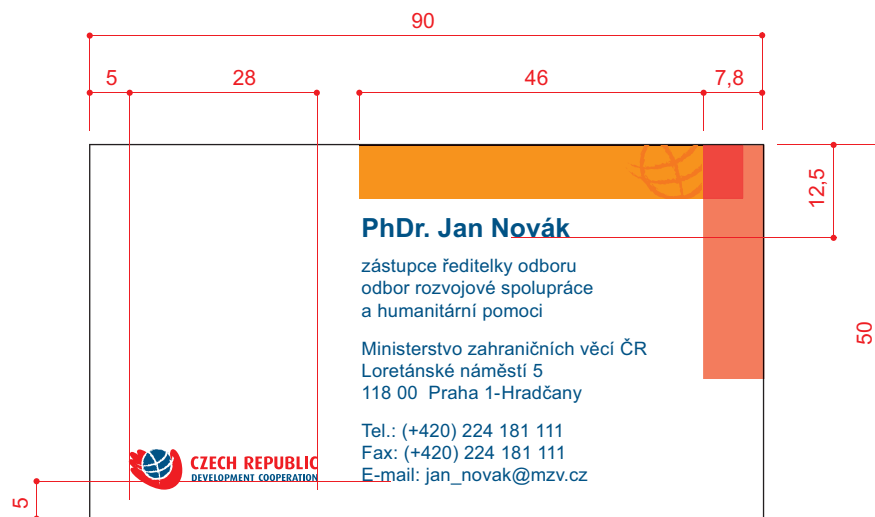 90
5
28
46
7,8
12,5
50
PhDr. Jan Novák
zástupce ředitelky odboru
odbor rozvojové spolupráce
a humanitární pomoci
Ministerstvo zahraničních věcí ČR
Loretánské náměstí 5
118 00  Praha 1-Hradčany
Tel.: (+420) 224 181 111
Fax: (+420) 224 181 111
E-mail: jan_novak@mzv.cz
CZECH REPUBLIC
DEVELOPMENT COOPERATION
5